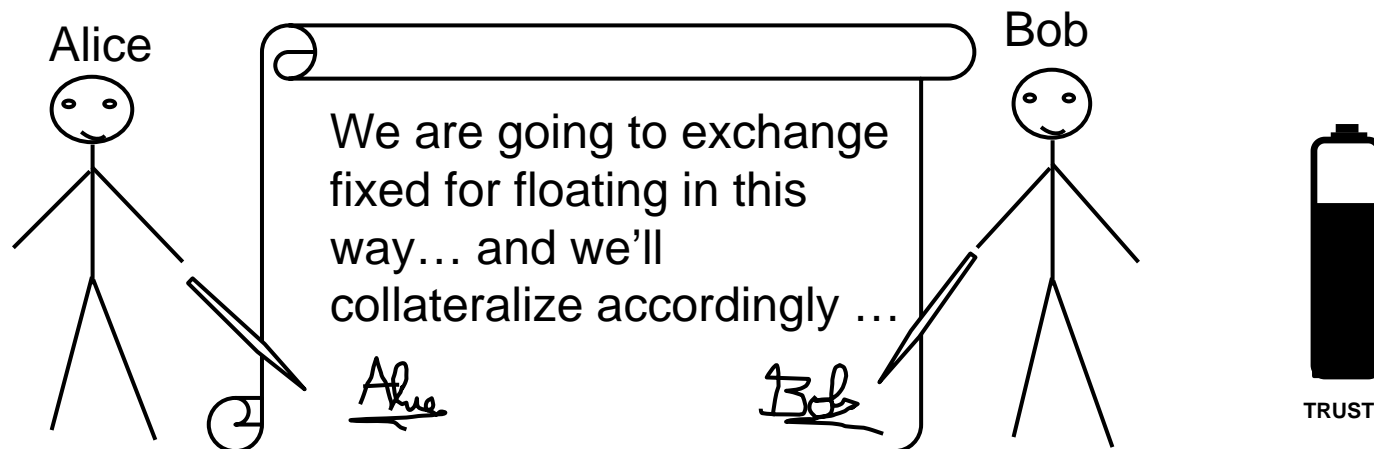 Alice
Bob
We are going to exchange
fixed for floating in this
way… and we’ll
collateralize accordingly …
Alice
Bob
TRUST